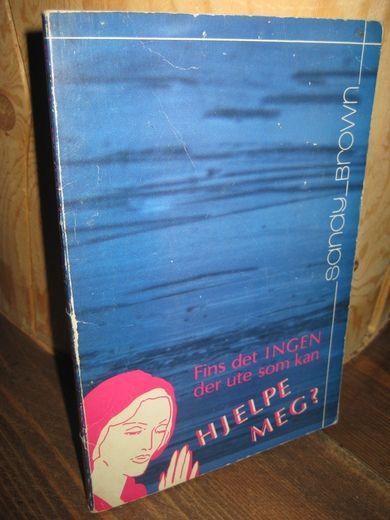 Sandy Brown
Fins det INGEN
der ute som kan
HJELPE
MEG?